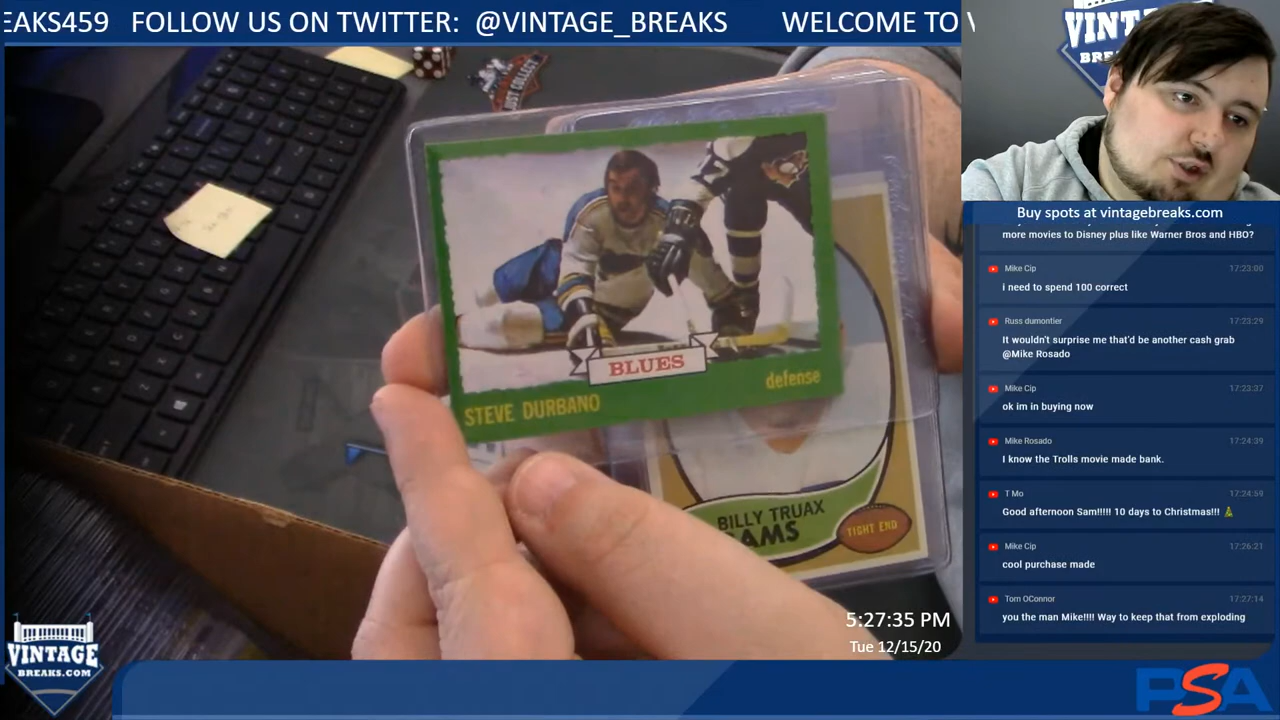 EAKS459 FOLLOW US ON TWITTER: @VINTAGE_BREAKS WELCOME TO V
VINT
BRE
JUST COLLECT
BLUES
STEVE DURBANO
defense
BILLY TRUAX
RAMS
TIGHT END
5:27:35 PM
Tue 12/15/20
VINTAGE
BREAKS.COM
Buy spots at vintagebreaks.com
more movies to Disney plus like Warner Bros and HBO?
Mike Cip 17:23:00
i need to spend 100 correct
Russ dumontier 17:23:29
It wouldn't surprise me that'd be another cash grab
@Mike Rosado
Mike Cip 17:23:37
ok im in buying now
Mike Rosado 17:24:39
I know the Trolls movie made bank.
T Mo 17:24:59
Good afternoon Sam!!!!! 10 days to Christmas!!! 🎄
Mike Cip 17:26:21
cool purchase made
Tom OConnor 17:27:14
you the man Mike!!!! Way to keep that from exploding
PSA